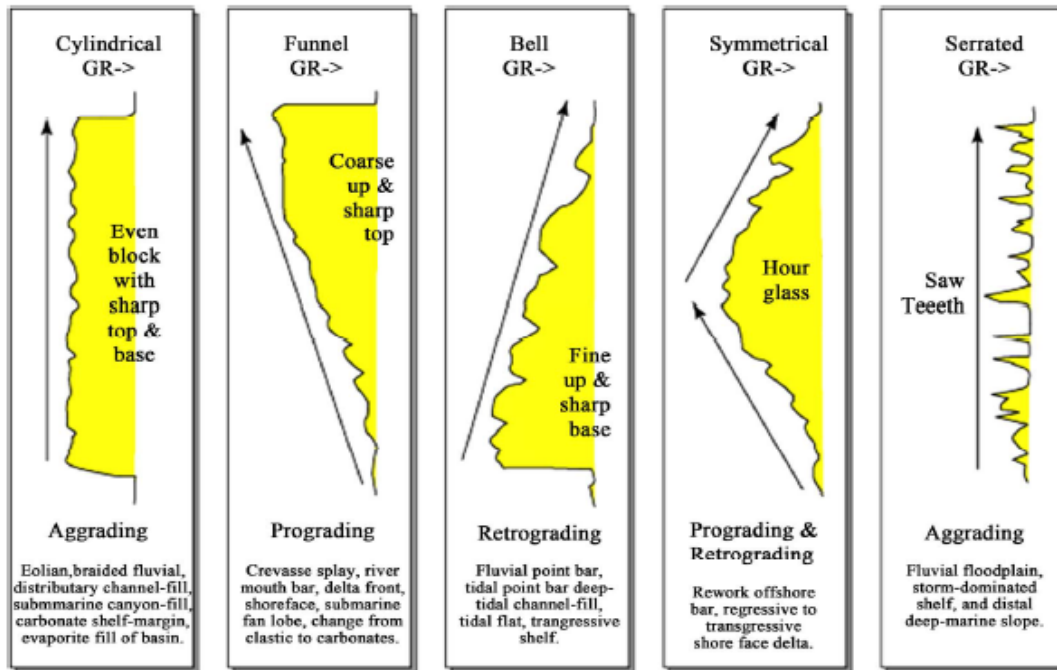 Cylindrical
GR->
Even
block
with
sharp
top &
base
Aggrading
Eolian,braided fluvial,
distributary channel-fill,
submmarine canyon-fill,
carbonate shelf-margin,
evaporite fill of basin.
Funnel
GR->
Coarse
up &
sharp
top
Prograding
Crevasse splay, river
mouth bar, delta front,
shoreface, submarine
fan lobe, change from
clastic to carbonates.
Bell
GR->
Fine
up &
sharp
base
Retrograding
Fluvial point bar,
tidal point bar deep-
tidal channel-fill,
tidal flat, trangressive
shelf.
Symmetrical
GR->
Hour
glass
Prograding &
Retrograding
Rework offshore
bar, regressive to
transgressive
shore face delta.
Serrated
GR->
Saw
Teeeth
Aggrading
Fluvial floodplain,
storm-dominated
shelf, and distal
deep-marine slope.